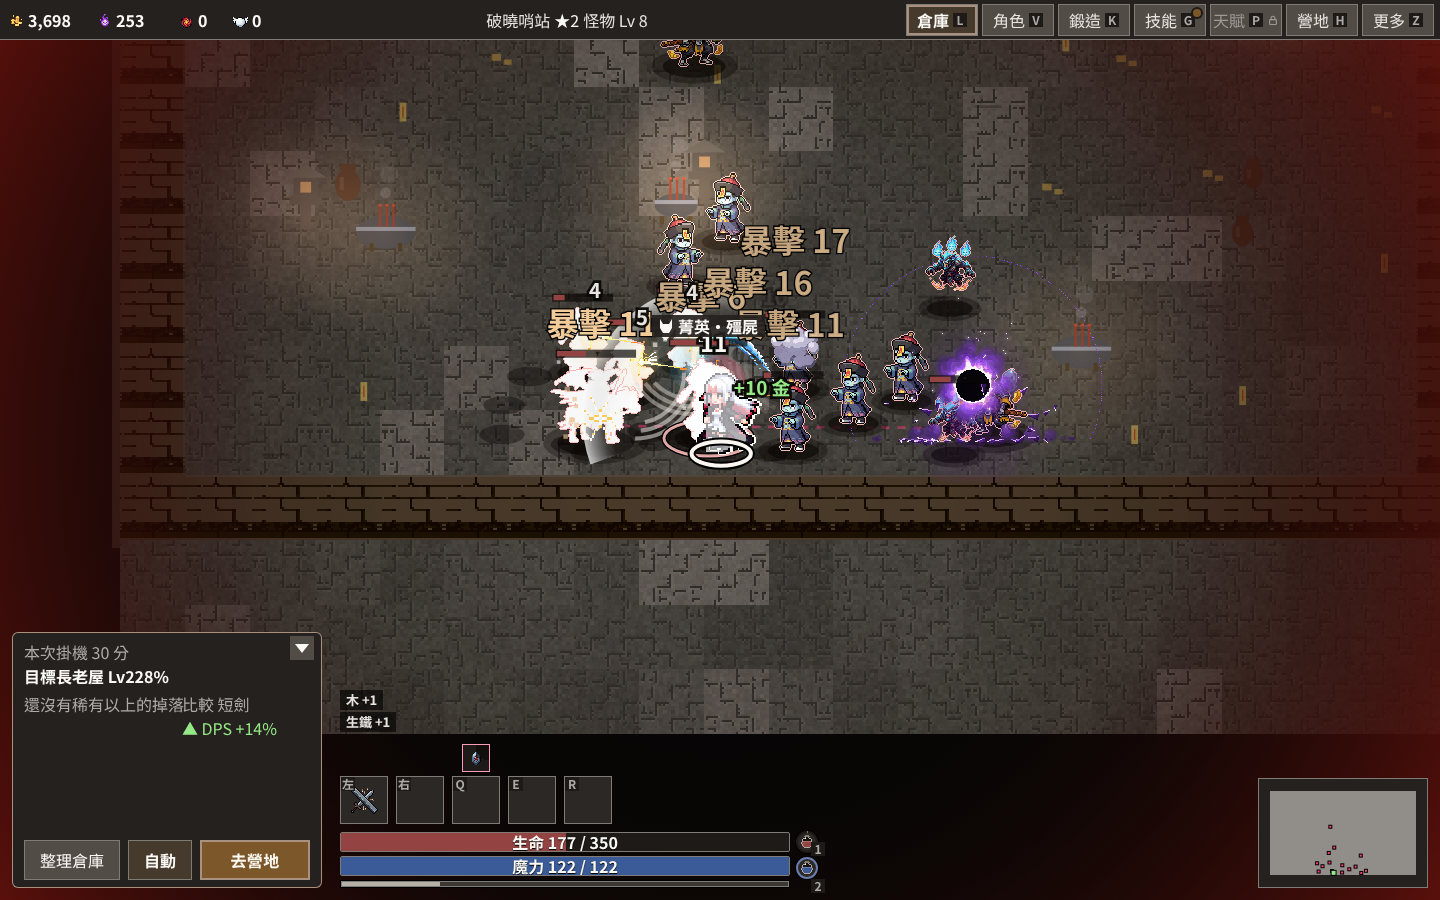 3,698
253
0
0
破曉哨站 ★2 怪物 Lv 8
倉庫 L
角色 V
鍛造 K
技能 G
天賦 P
營地 H
更多 Z
暴擊 17
暴擊 16
4
4
暴擊
暴擊 11
5
菁英・殭屍
擊 11
11
+10 金
本次掛機 30 分
目標長老屋 Lv228%
還沒有稀有以上的掉落比較 短劍
▲ DPS +14%
木 +1
生鐵 +1
左
右
Q
E
R
整理倉庫
自動
去營地
生命 177 / 350
1
魔力 122 / 122
2